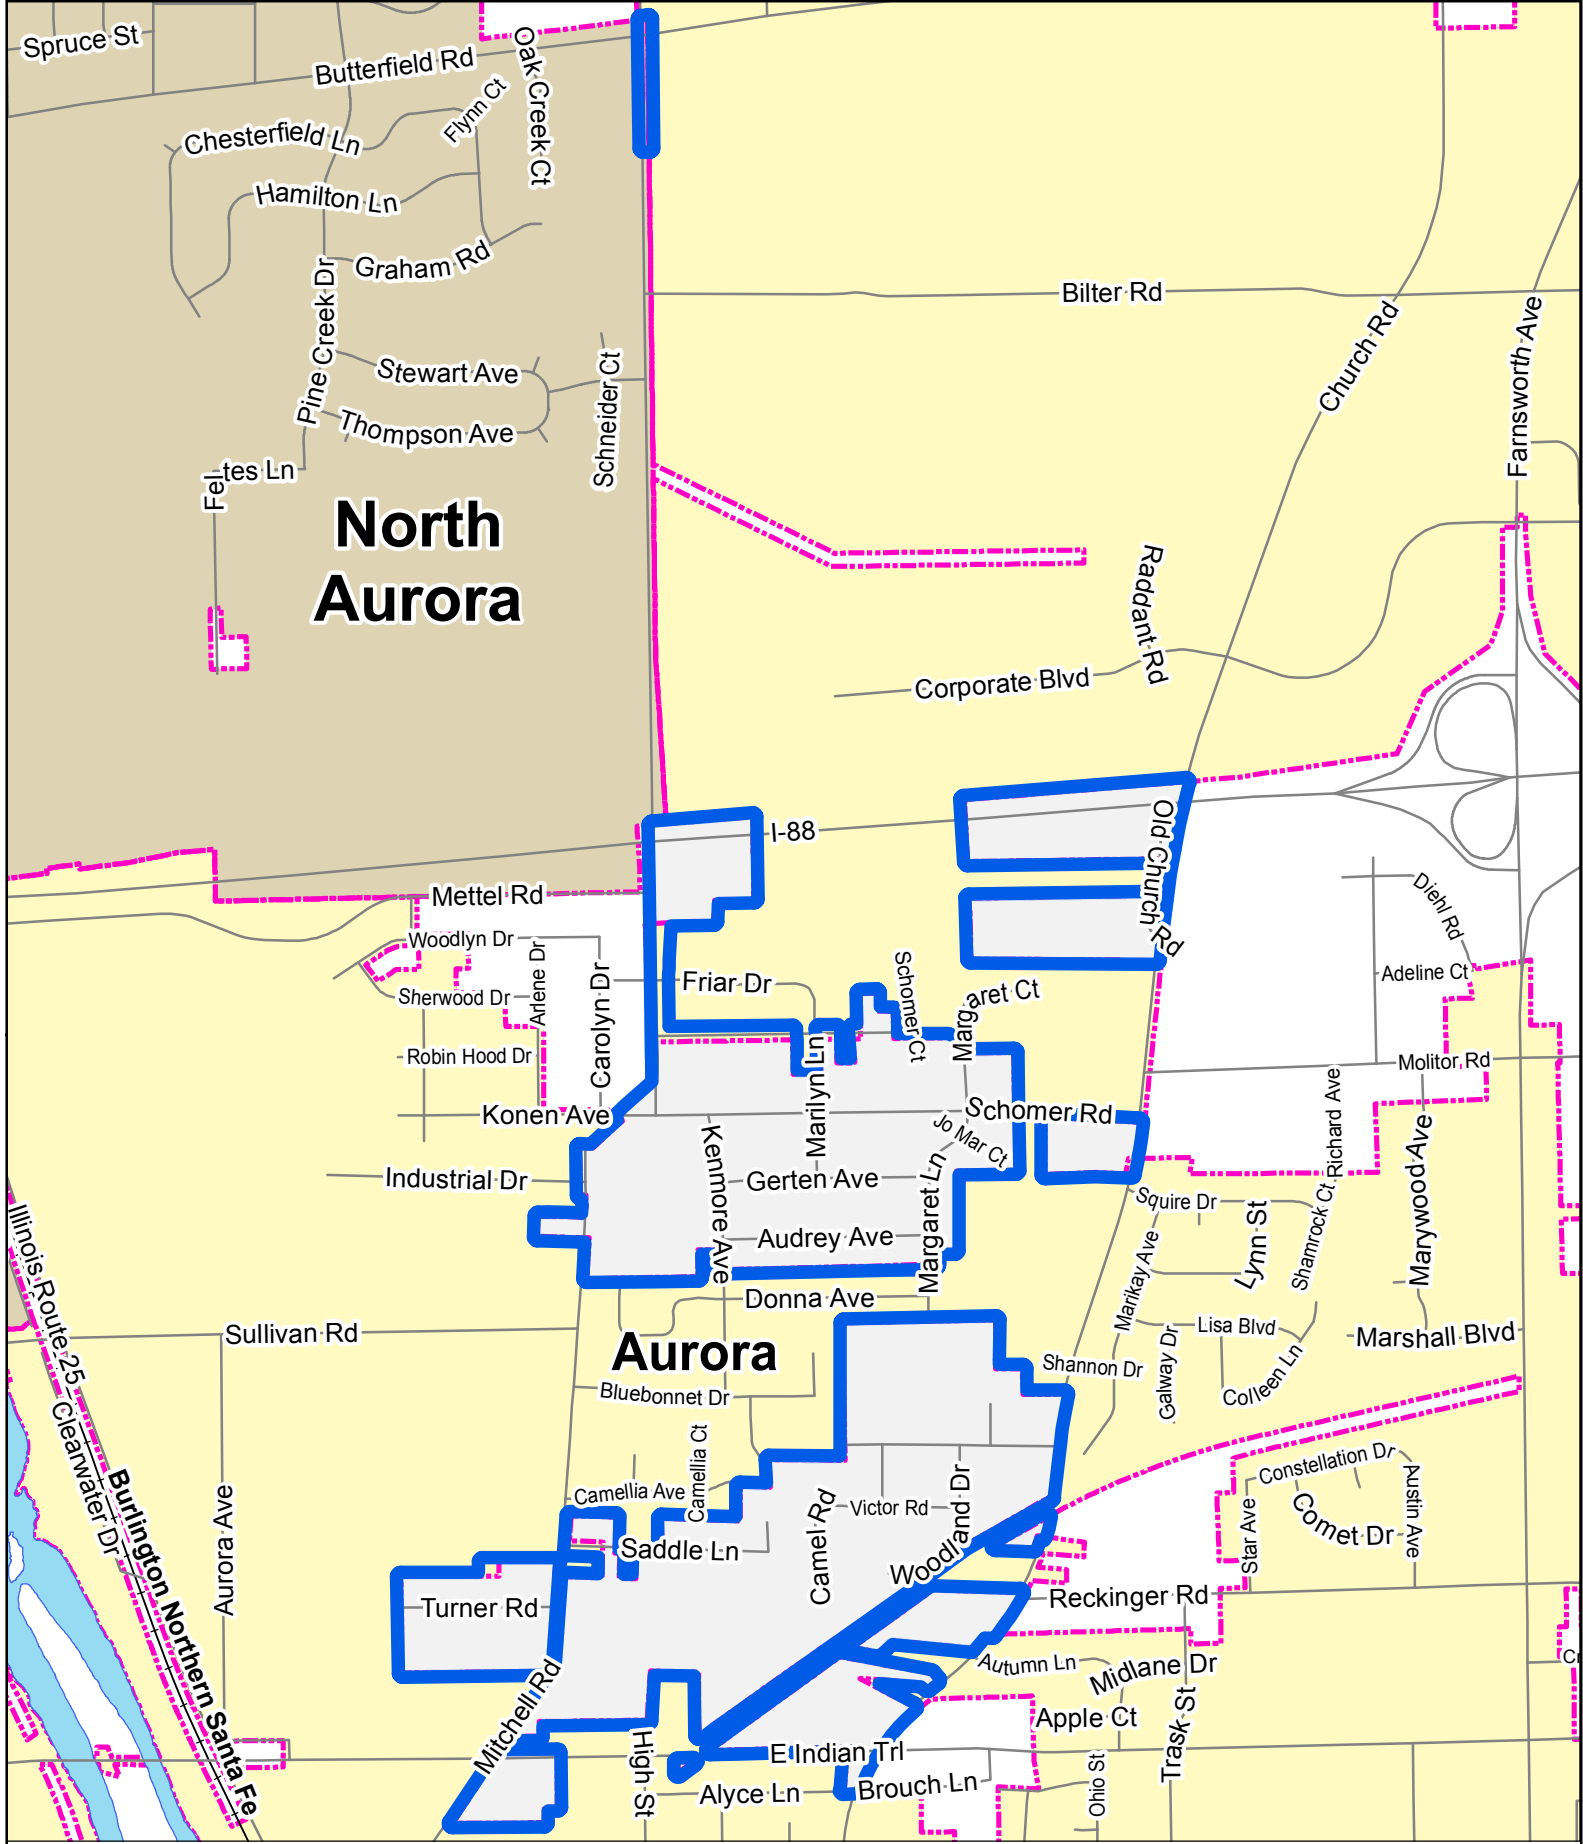 Spruce St
Butterfield Rd
Oak Creek Ct
Flynn Ct
Chesterfield Ln
Hamilton Ln
Graham Rd
Pine Creek Dr
Stewart Ave
Schneider Ct
Thompson Ave
Feltes Ln
North
Aurora
Bilter Rd
Church Rd
Farnsworth Ave
Raddant Rd
Corporate Blvd
I-88
Old Church Rd
Mettel Rd
Woodlyn Dr
Arlene Dr
Carolyn Dr
Sherwood Dr
Robin Hood Dr
Konen Ave
Industrial Dr
Friar Dr
Schomer Ct
Margaret Ct
Marilyn Ln
Schomer Rd
Jo Mar Ct
Kenmore Ave
Gerten Ave
Margaret Ln
Audrey Ave
Donna Ave
Diehl Rd
Adeline Ct
Molitor Rd
Richard Ave
Marywood Ave
Squire Dr
Lynn St
Shamrock Ct
Marikay Ave
Lisa Blvd
Marshall Blvd
Galway Dr
Colleen Ln
Shannon Dr
Illinois Route 25
Clearwater Dr
Sullivan Rd
Aurora
Bluebonnet Dr
Camellia Ct
Camellia Ave
Saddle Ln
Camel Rd
Victor Rd
Woodland Dr
Constellation Dr
Comet Dr
Austin Ave
Star Ave
Reckinger Rd
Burlington Northern Santa Fe
Aurora Ave
Turner Rd
Mitchell Rd
High St
E Indian Trl
Alyce Ln
Brouch Ln
Autumn Ln
Midlane Dr
Apple Ct
Trask St
Ohio St